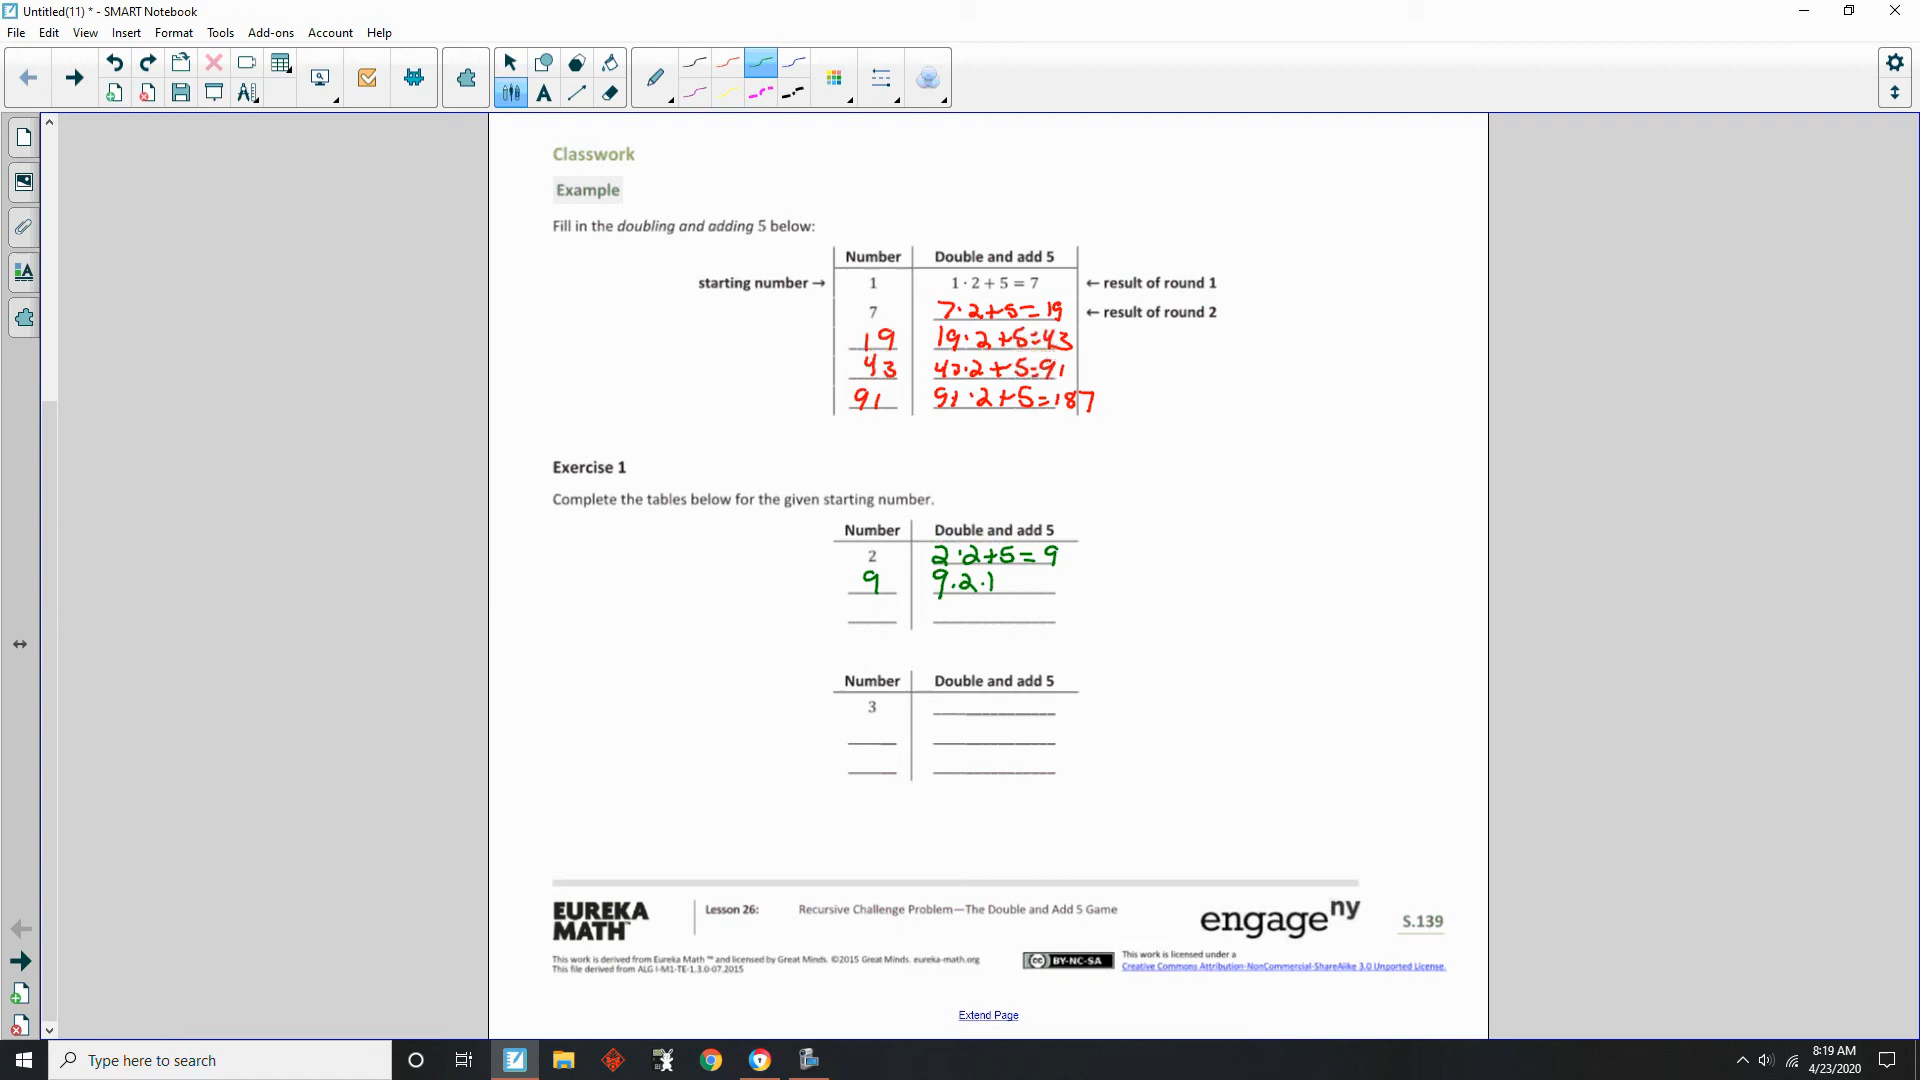 Untitled(11) * - SMART Notebook
File Edit View Insert Format Tools Add-ons Account Help
Classwork
Example
Fill in the doubling and adding 5 below:
Number Double and add 5
starting number → 1 1 · 2 + 5 = 7 ← result of round 1
7 7·2+5=19 ← result of round 2
19 19·2+5=43
43 43·2+5=91
91 91·2+5=187
Exercise 1
Complete the tables below for the given starting number.
Number Double and add 5
2 2·2+5=9
9 9·2·1
Number Double and add 5
3
EUREKA
MATH™
Lesson 26: Recursive Challenge Problem—The Double and Add 5 Game
engageny
S.139
This work is derived from Eureka Math ™ and licensed by Great Minds. ©2015 Great Minds. eureka-math.org
This file derived from ALG I-M1-TE-1.3.0-07.2015
CC BY-NC-SA
This work is licensed under a
Creative Commons Attribution-NonCommercial-ShareAlike 3.0 Unported License.
Extend Page
Type here to search
8:19 AM
4/23/2020